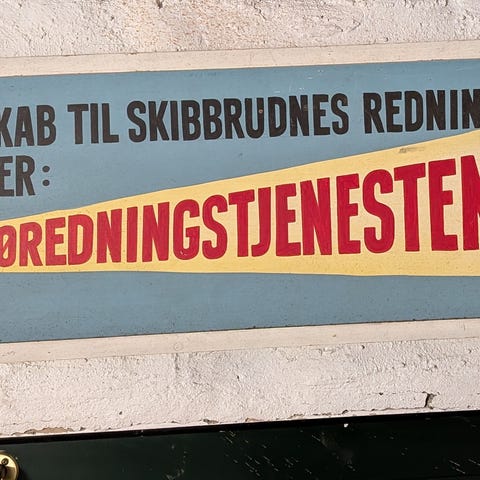 KAB TIL SKIBBRUDNES REDNIN
ER:
ØREDNINGSTJENESTEN